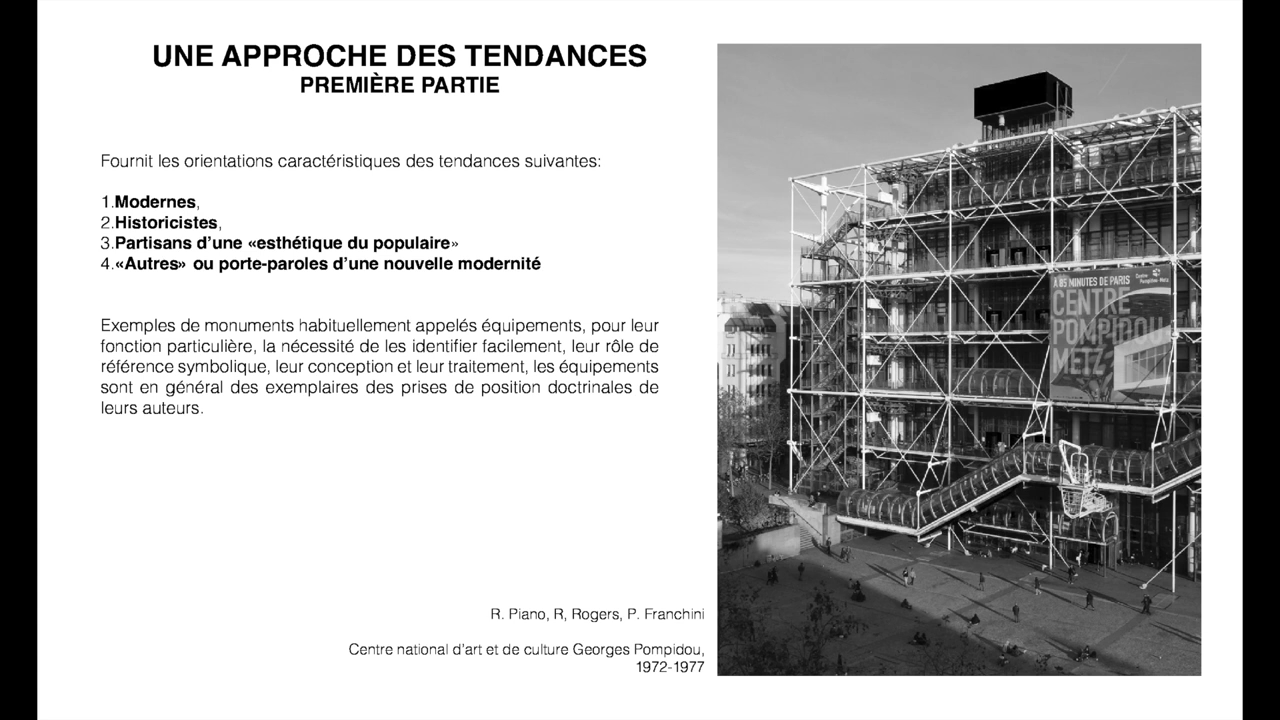 UNE APPROCHE DES TENDANCES
PREMIÈRE PARTIE
Fournit les orientations caractéristiques des tendances suivantes:
1.Modernes,
2.Historicistes,
3.Partisans d’une «esthétique du populaire»
4.«Autres» ou porte-paroles d’une nouvelle modernité
Exemples de monuments habituellement appelés équipements, pour leur
fonction particulière, la nécessité de les identifier facilement, leur rôle de
référence symbolique, leur conception et leur traitement, les équipements
sont en général des exemplaires des prises de position doctrinales de
leurs auteurs.
R. Piano, R, Rogers, P. Franchini
Centre national d’art et de culture Georges Pompidou,
1972-1977
À 85 MINUTES DE PARIS
CENTRE
POMPIDOU
METZ
Centre
Pompidou-Metz